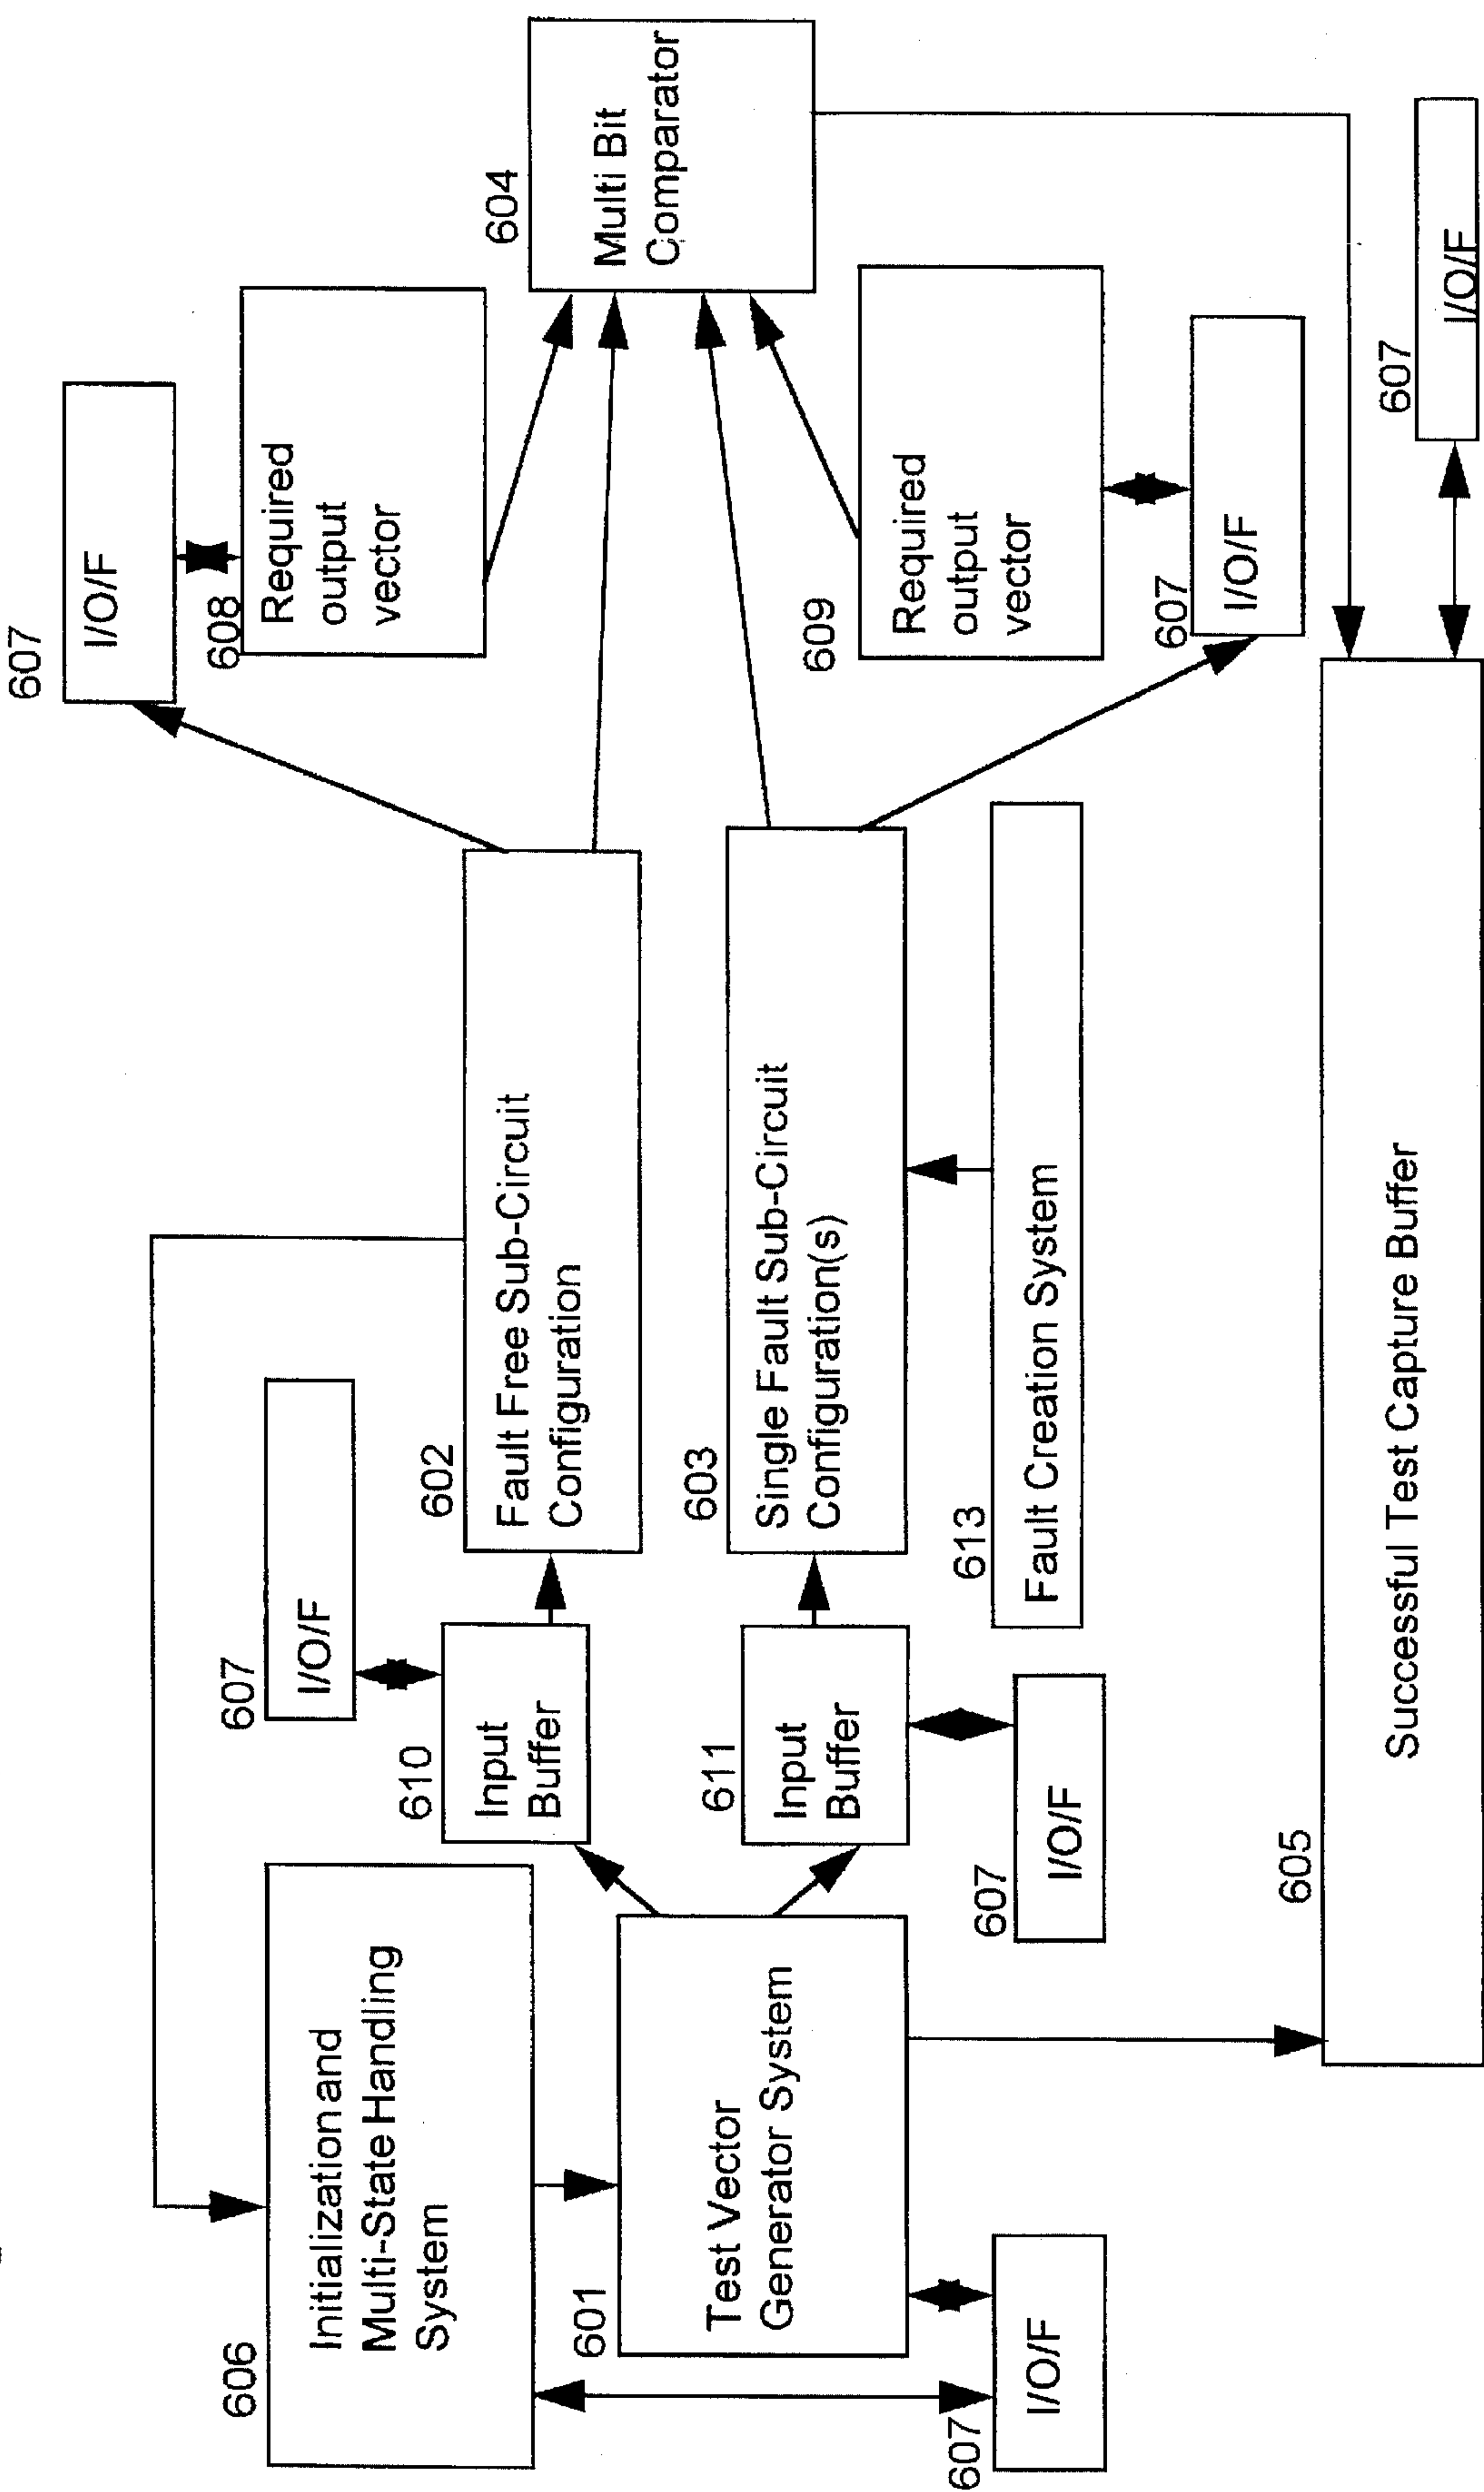 606
Initialization and
Multi-State Handling
System
601
Test Vector
Generator System
607
I/O/F
610
Input
Buffer
607
I/O/F
611
Input
Buffer
607
I/O/F
602
Fault Free Sub-Circuit
Configuration
603
Single Fault Sub-Circuit
Configuration(s)
613
Fault Creation System
607
I/O/F
608
Required
output
vector
604
Multi Bit
Comparator
609
Required
output
vector
607
I/O/F
605
Successful Test Capture Buffer
607
I/O/F